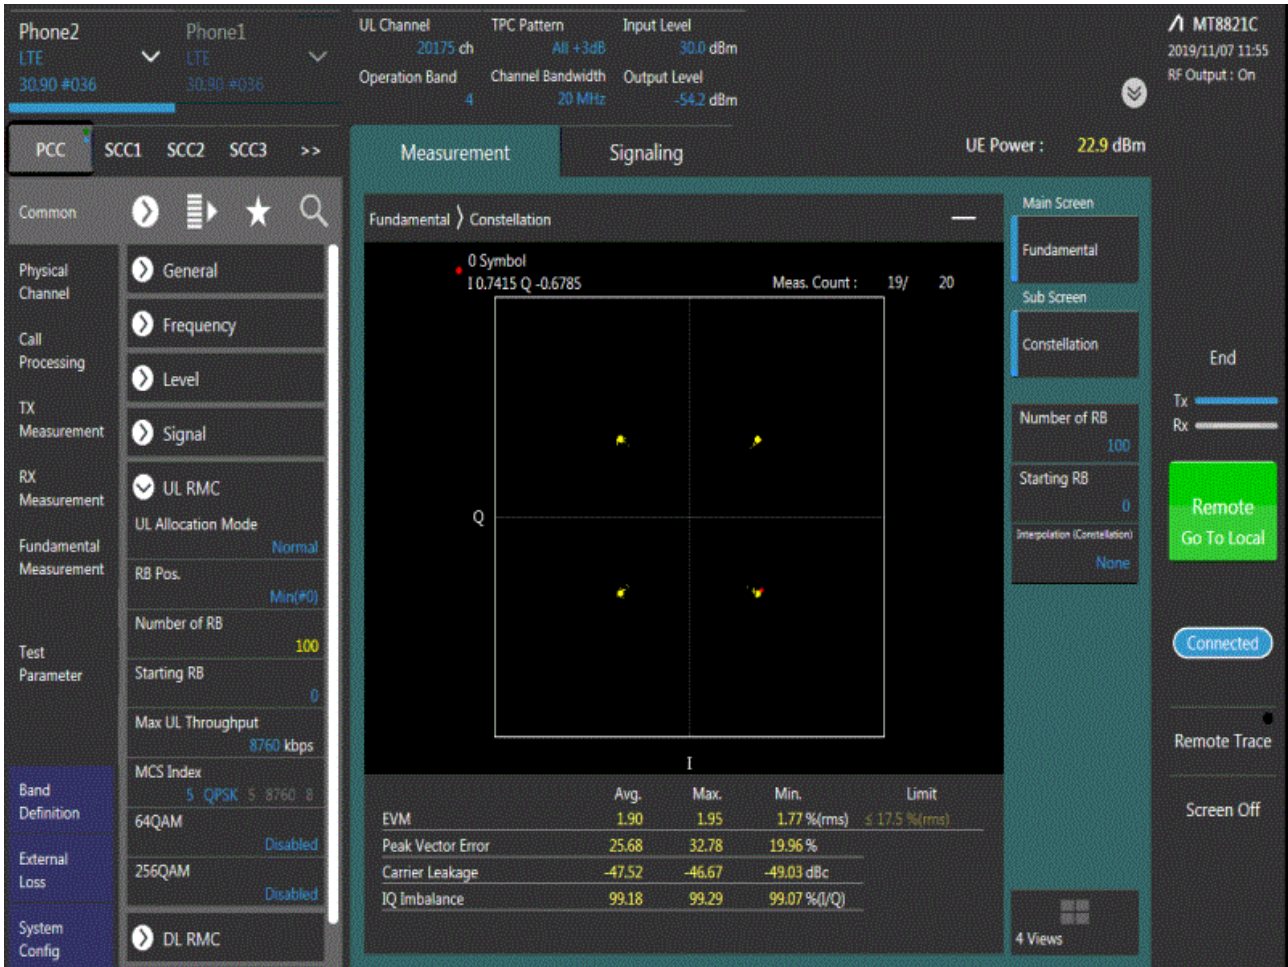 Phone2
LTE
30.90 #036
Phone1
LTE
30.90 #036
UL Channel
20175 ch
TPC Pattern
All +3dB
Input Level
30.0 dBm
Operation Band
4
Channel Bandwidth
20 MHz
Output Level
-54.2 dBm
MT8821C
2019/11/07 11:55
RF Output : On
PCC SCC1 SCC2 SCC3 >>
Measurement
Signaling
UE Power : 22.9 dBm
Common
Physical
Channel
Call
Processing
TX
Measurement
RX
Measurement
Fundamental
Measurement
Test
Parameter
Band
Definition
External
Loss
System
Config
General
Frequency
Level
Signal
UL RMC
UL Allocation Mode
Normal
RB Pos.
Min(#0)
Number of RB
100
Starting RB
0
Max UL Throughput
8760 kbps
MCS Index
5 QPSK 5 8760 8
64QAM
Disabled
256QAM
Disabled
DL RMC
Fundamental 〉 Constellation
0 Symbol
I 0.7415 Q -0.6785
Meas. Count : 19/ 20
Q
I
Avg. Max. Min. Limit
EVM 1.90 1.95 1.77 %(rms) ≤ 17.5 %(rms)
Peak Vector Error 25.68 32.78 19.96 %
Carrier Leakage -47.52 -46.67 -49.03 dBc
IQ Imbalance 99.18 99.29 99.07 %(I/Q)
Main Screen
Fundamental
Sub Screen
Constellation
Number of RB
100
Starting RB
0
Interpolation (Constellation)
None
4 Views
End
Tx
Rx
Remote
Go To Local
Connected
Remote Trace
Screen Off